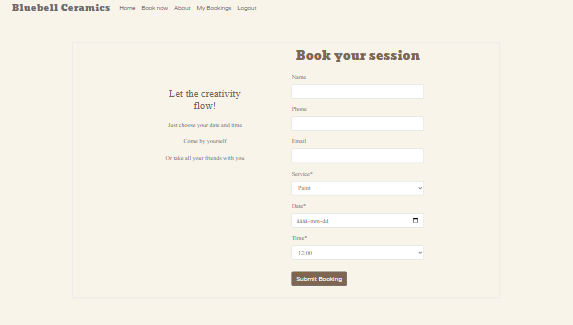 Bluebell Ceramics Home Book now About My Bookings Logout
Book your session
Let the creativity
flow!
Just choose your date and time
Come by yourself
Or take all your friends with you
Name
Phone
Email
Service*
Paint
Date*
åååå-mm-dd
Time*
12:00
Submit Booking